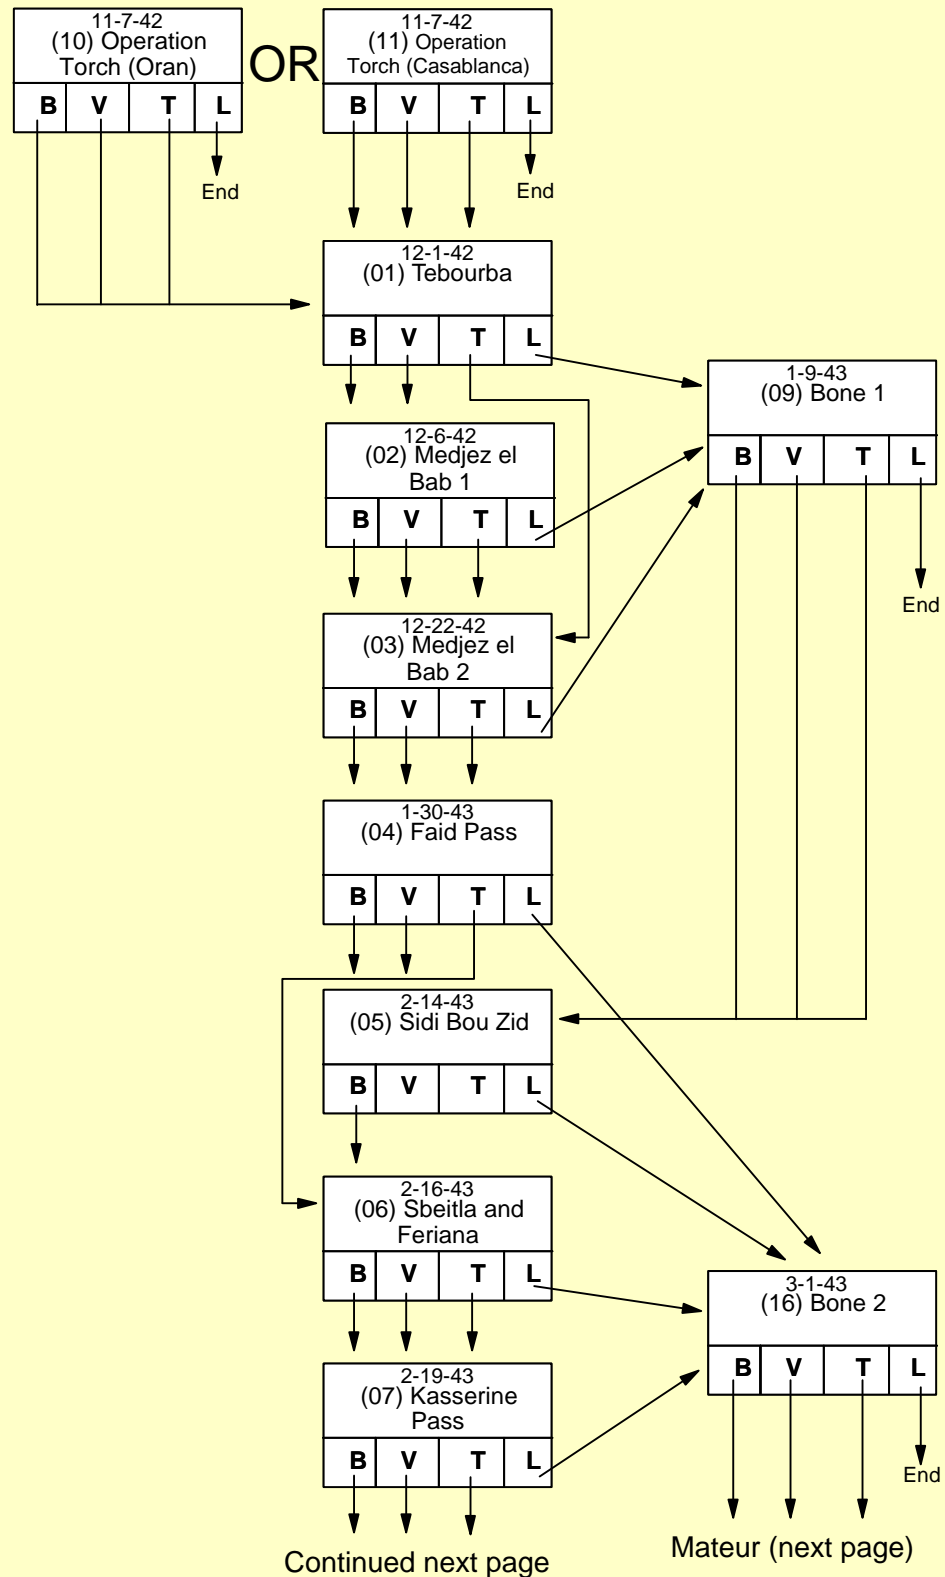 11-7-42
(10) Operation
Torch (Oran)
B V T L
End
OR
11-7-42
(11) Operation
Torch (Casablanca)
B V T L
End
12-1-42
(01) Tebourba
B V T L
1-9-43
(09) Bone 1
B V T L
End
12-6-42
(02) Medjez el
Bab 1
B V T L
12-22-42
(03) Medjez el
Bab 2
B V T L
1-30-43
(04) Faid Pass
B V T L
2-14-43
(05) Sidi Bou Zid
B V T L
2-16-43
(06) Sbeitla and
Feriana
B V T L
3-1-43
(16) Bone 2
B V T L
End
2-19-43
(07) Kasserine
Pass
B V T L
Continued next page
Mateur (next page)